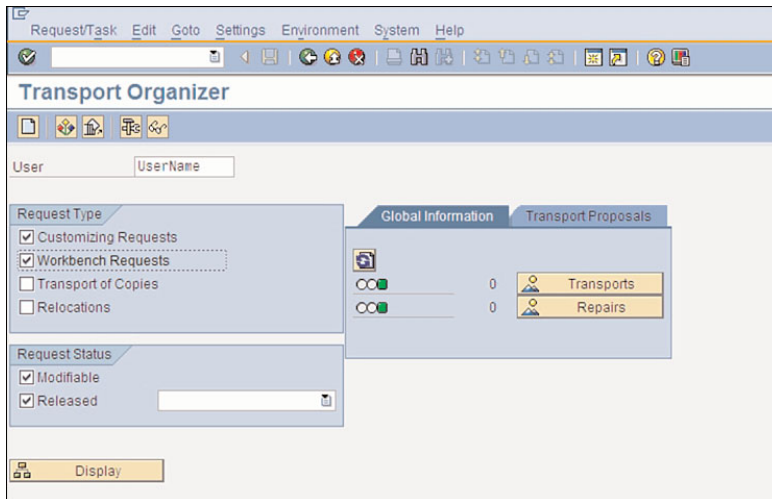 Request/Task Edit Goto Settings Environment System Help
Transport Organizer
User UserName
Request Type
Customizing Requests
Workbench Requests
Transport of Copies
Relocations
Global Information Transport Proposals
0 Transports
0 Repairs
Request Status
Modifiable
Released
Display